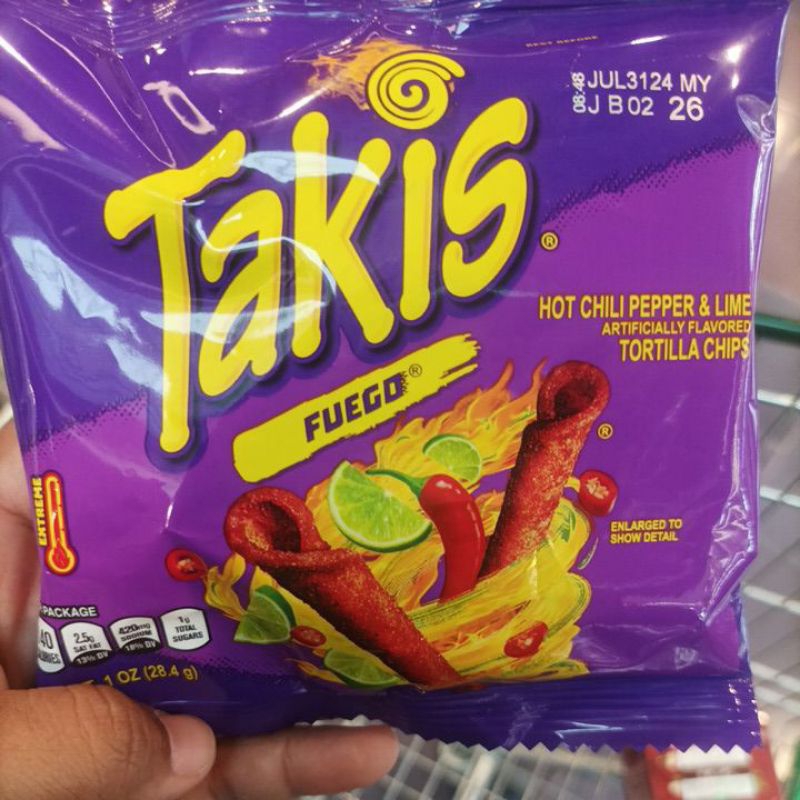 BEST BEFORE
08:48
JUL3124 MY
J B 02 26
Takis®
FUEGO®
HOT CHILI PEPPER & LIME
ARTIFICIALLY FLAVORED
TORTILLA CHIPS
®
EXTREME
ENLARGED TO
SHOW DETAIL
PACKAGE
40
2.5g
SAT FAT
13% DV
420mg
SODIUM
18% DV
1g
TOTAL
SUGARS
1 OZ (28.4 g)